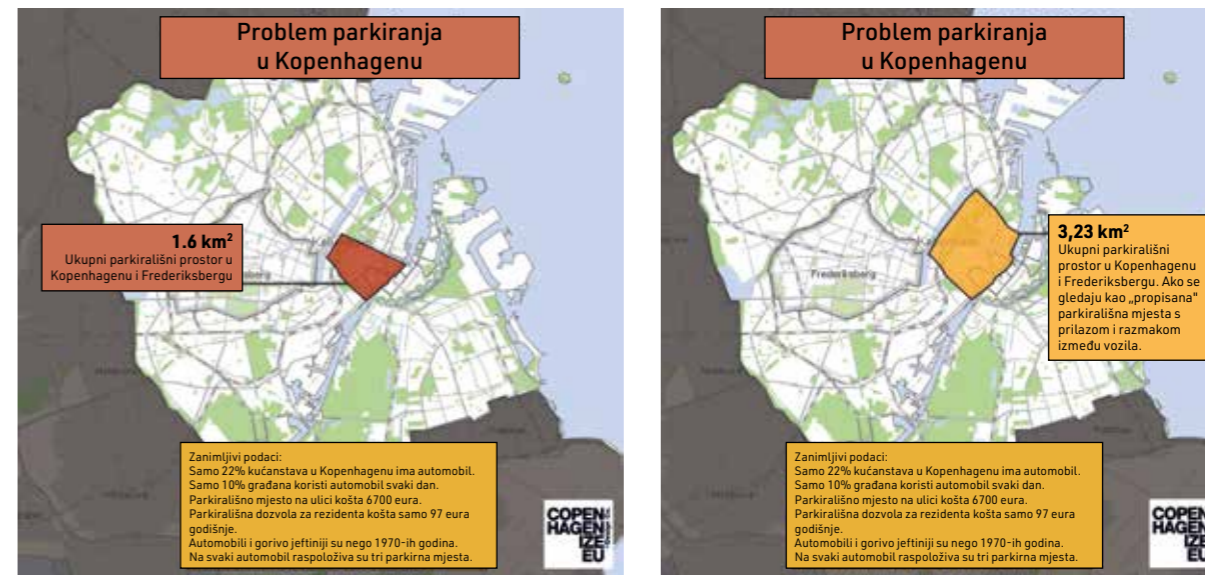 Problem parkiranja
u Kopenhagenu
1.6 km²
Ukupni parkirališni prostor u
Kopenhagenu i Frederiksbergu
Zanimljivi podaci:
Samo 22% kućanstava u Kopenhagenu ima automobil.
Samo 10% građana koristi automobil svaki dan.
Parkirališno mjesto na ulici košta 6700 eura.
Parkirališna dozvola za rezidenta košta samo 97 eura
godišnje.
Automobili i gorivo jeftiniji su nego 1970-ih godina.
Na svaki automobil raspoloživa su tri parkirna mjesta.
COPEN
HAGEN
IZE
EU
Problem parkiranja
u Kopenhagenu
Frederiksberg
3,23 km²
Ukupni parkirališni
prostor u Kopenhagenu
i Frederiksbergu. Ako se
gledaju kao „propisana"
parkirališna mjesta s
prilazom i razmakom
između vozila.
Zanimljivi podaci:
Samo 22% kućanstava u Kopenhagenu ima automobil.
Samo 10% građana koristi automobil svaki dan.
Parkirališno mjesto na ulici košta 6700 eura.
Parkirališna dozvola za rezidenta košta samo 97 eura
godišnje.
Automobili i gorivo jeftiniji su nego 1970-ih godina.
Na svaki automobil raspoloživa su tri parkirna mjesta.
COPEN
HAGEN
IZE
EU